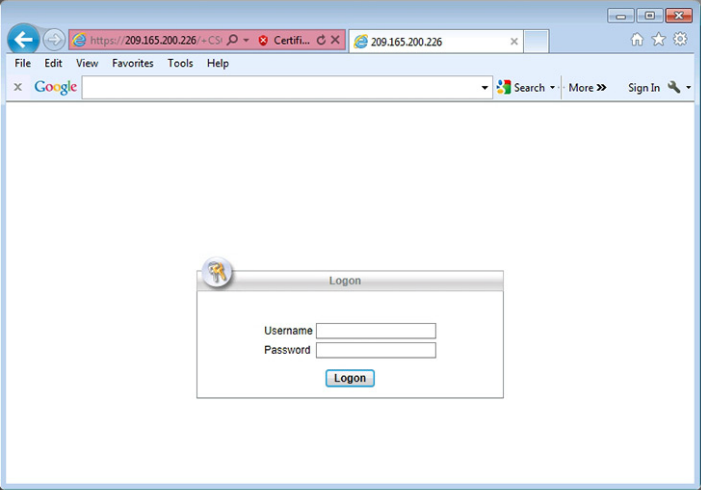 https://209.165.200.226/+CS
Certifi...
209.165.200.226
File Edit View Favorites Tools Help
x Google Search More Sign In
Logon
Username
Password
Logon